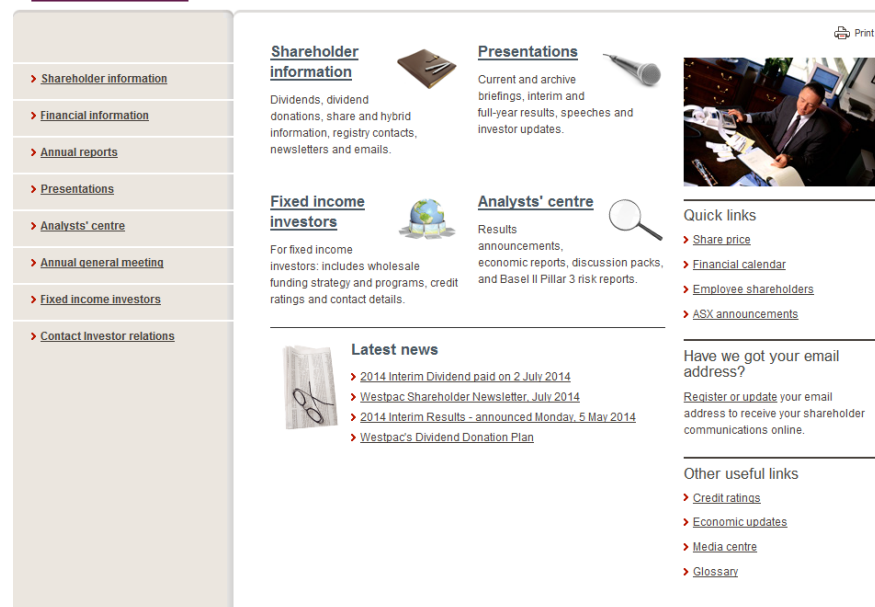 Print
Shareholder information
Financial information
Annual reports
Presentations
Analysts' centre
Annual general meeting
Fixed income investors
Contact Investor relations
Shareholder
information
Dividends, dividend
donations, share and hybrid
information, registry contacts,
newsletters and emails.
Presentations
Current and archive
briefings, interim and
full-year results, speeches and
investor updates.
Fixed income
investors
For fixed income
investors: includes wholesale
funding strategy and programs, credit
ratings and contact details.
Analysts' centre
Results
announcements,
economic reports, discussion packs,
and Basel II Pillar 3 risk reports.
Latest news
2014 Interim Dividend paid on 2 July 2014
Westpac Shareholder Newsletter, July 2014
2014 Interim Results - announced Monday, 5 May 2014
Westpac's Dividend Donation Plan
Quick links
Share price
Financial calendar
Employee shareholders
ASX announcements
Have we got your email
address?
Register or update your email
address to receive your shareholder
communications online.
Other useful links
Credit ratings
Economic updates
Media centre
Glossary